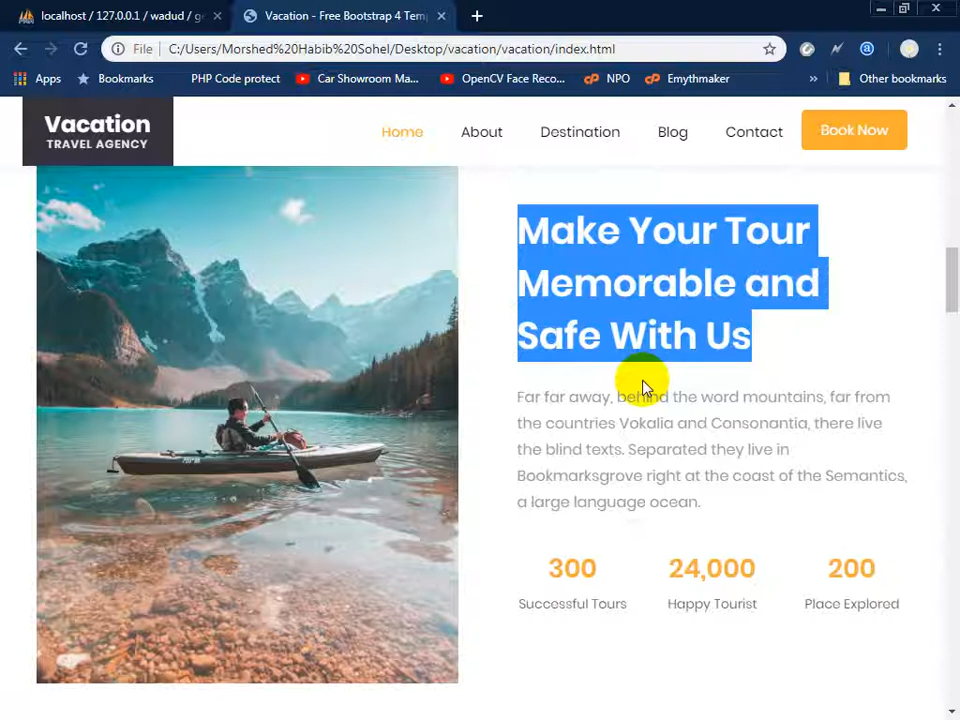 localhost / 127.0.0.1 / wadud / ge
Vacation - Free Bootstrap 4 Temp
File
C:/Users/Morshed%20Habib%20Sohel/Desktop/vacation/vacation/index.html
Apps
Bookmarks
PHP Code protect
Car Showroom Ma...
OpenCV Face Reco...
NPO
Emythmaker
»
Other bookmarks
Vacation
TRAVEL AGENCY
Home
About
Destination
Blog
Contact
Book Now
Make Your Tour
Memorable and
Safe With Us
Far far away, behind the word mountains, far from
the countries Vokalia and Consonantia, there live
the blind texts. Separated they live in
Bookmarksgrove right at the coast of the Semantics,
a large language ocean.
300
24,000
200
Successful Tours
Happy Tourist
Place Explored